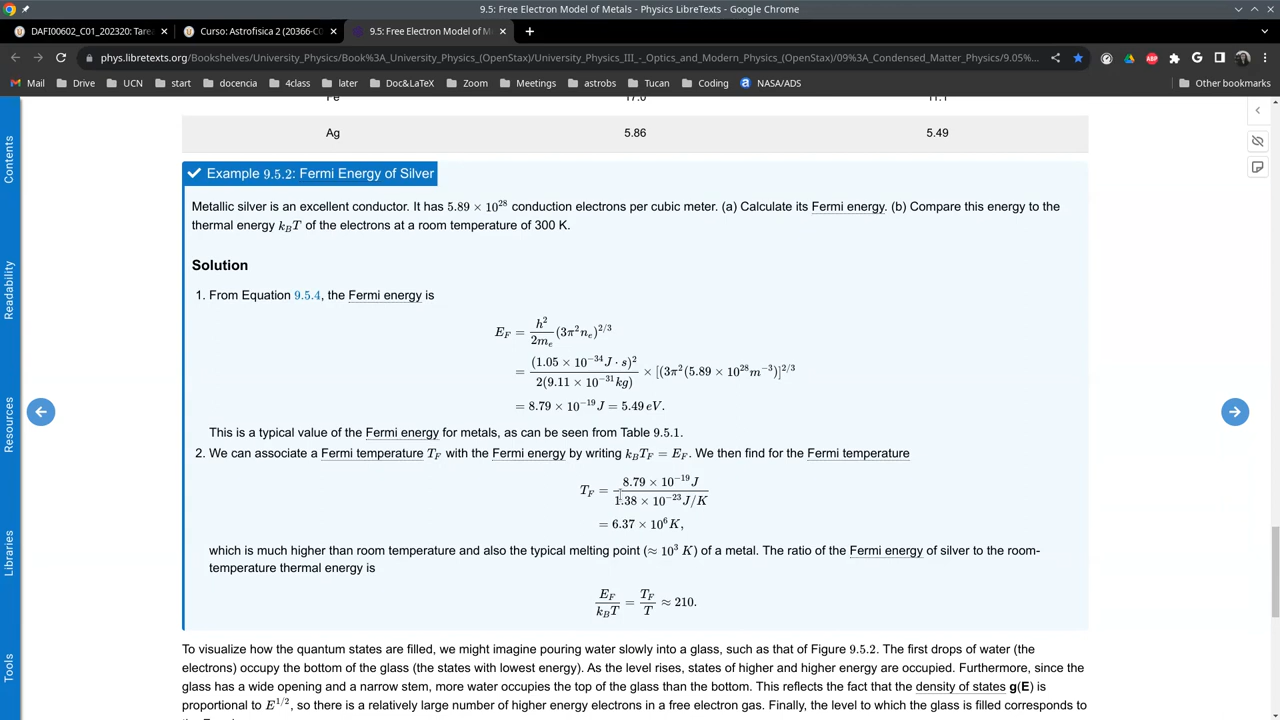 9.5: Free Electron Model of Metals - Physics LibreTexts - Google Chrome
DAFI00602_C01_202320: Tarea
Curso: Astrofisica 2 (20366-C0
9.5: Free Electron Model of M
phys.libretexts.org/Bookshelves/University_Physics/Book%3A_University_Physics_(OpenStax)/University_Physics_III_-_Optics_and_Modern_Physics_(OpenStax)/09%3A_Condensed_Matter_Physics/9.05%...
Mail Drive UCN start docencia 4class later Doc&LaTeX Zoom Meetings astrobs Tucan Coding NASA/ADS Other bookmarks
Contents
Readability
Resources
Libraries
Tools
Fe 17.0 11.1
Ag 5.86 5.49
Example 9.5.2: Fermi Energy of Silver
Metallic silver is an excellent conductor. It has 5.89 × 10²⁸ conduction electrons per cubic meter. (a) Calculate its Fermi energy. (b) Compare this energy to the
thermal energy k_BT of the electrons at a room temperature of 300 K.
Solution
1. From Equation 9.5.4, the Fermi energy is
E_F = h²/2m_e (3π²n_e)^{2/3}
= (1.05 × 10⁻³⁴ J · s)²/2(9.11 × 10⁻³¹ kg) × [(3π²(5.89 × 10²⁸ m⁻³)]^{2/3}
= 8.79 × 10⁻¹⁹ J = 5.49 eV.
This is a typical value of the Fermi energy for metals, as can be seen from Table 9.5.1.
2. We can associate a Fermi temperature T_F with the Fermi energy by writing k_BT_F = E_F. We then find for the Fermi temperature
T_F = 8.79 × 10⁻¹⁹ J/1.38 × 10⁻²³ J/K
= 6.37 × 10⁶ K,
which is much higher than room temperature and also the typical melting point (≈ 10³ K) of a metal. The ratio of the Fermi energy of silver to the room-
temperature thermal energy is
E_F/k_BT = T_F/T ≈ 210.
To visualize how the quantum states are filled, we might imagine pouring water slowly into a glass, such as that of Figure 9.5.2. The first drops of water (the
electrons) occupy the bottom of the glass (the states with lowest energy). As the level rises, states of higher and higher energy are occupied. Furthermore, since the
glass has a wide opening and a narrow stem, more water occupies the top of the glass than the bottom. This reflects the fact that the density of states g(E) is
proportional to E^{1/2}, so there is a relatively large number of higher energy electrons in a free electron gas. Finally, the level to which the glass is filled corresponds to